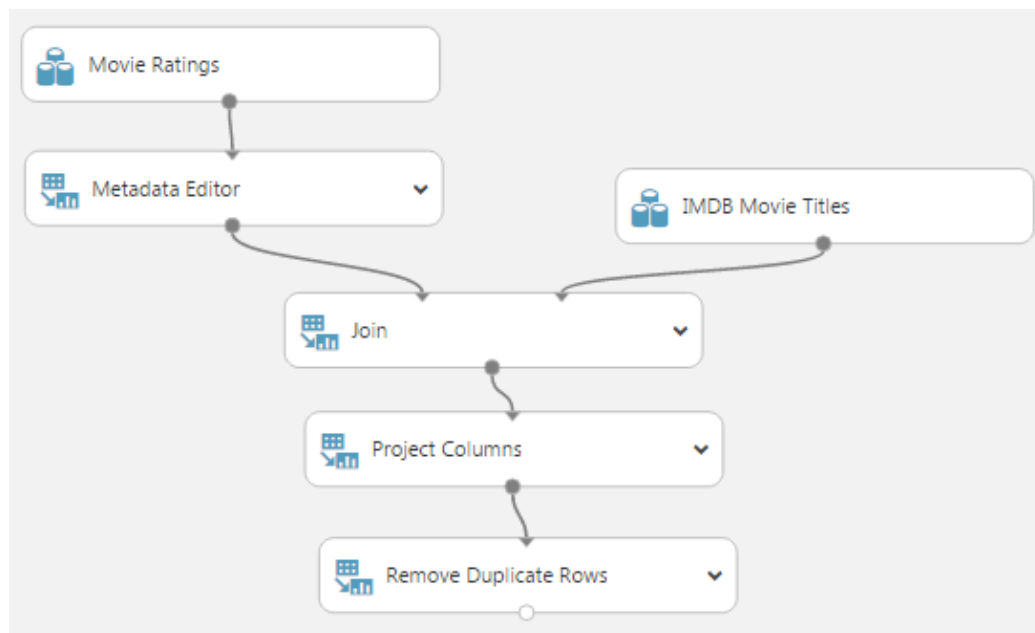 Movie Ratings
Metadata Editor
IMDB Movie Titles
Join
Project Columns
Remove Duplicate Rows